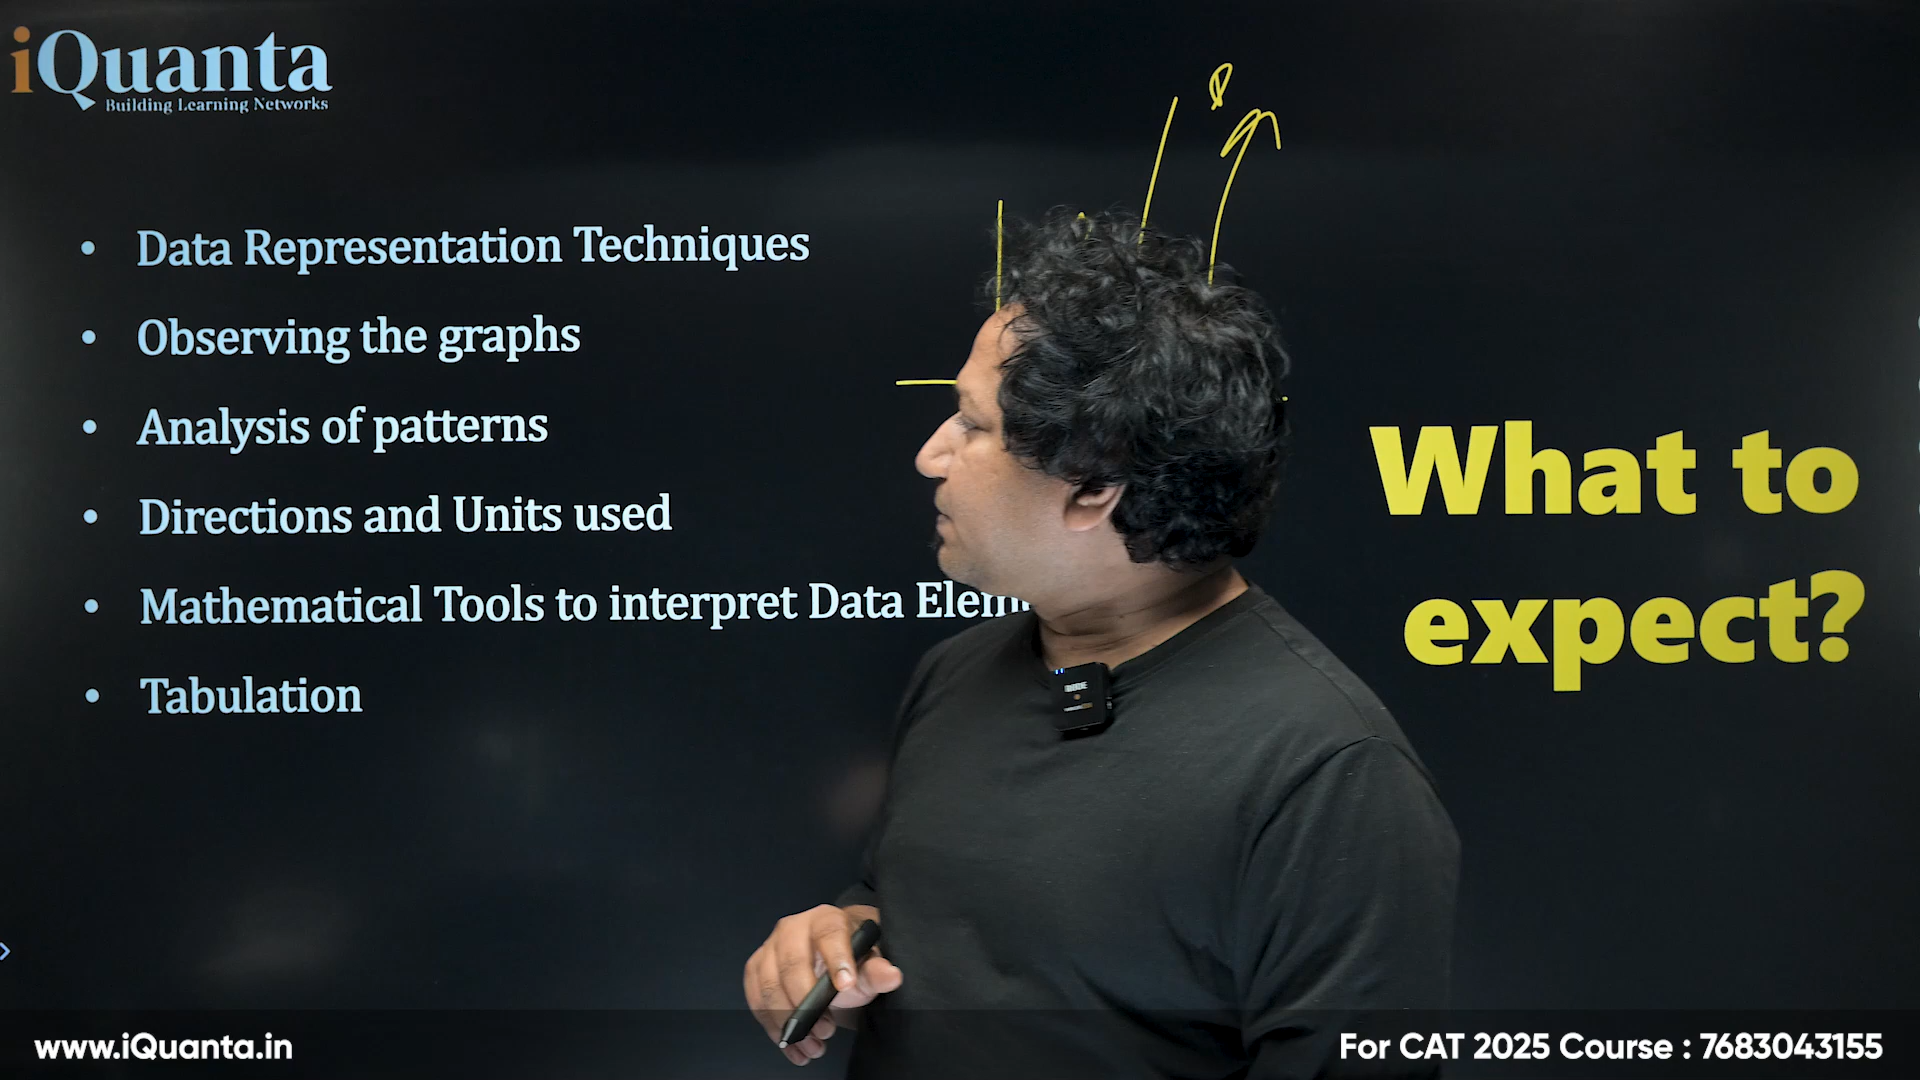 iQuanta
Building Learning Networks
• Data Representation Techniques
• Observing the graphs
• Analysis of patterns
• Directions and Units used
• Mathematical Tools to interpret Data
• Tabulation
What to
expect?
www.iQuanta.in
For CAT 2025 Course : 7683043155